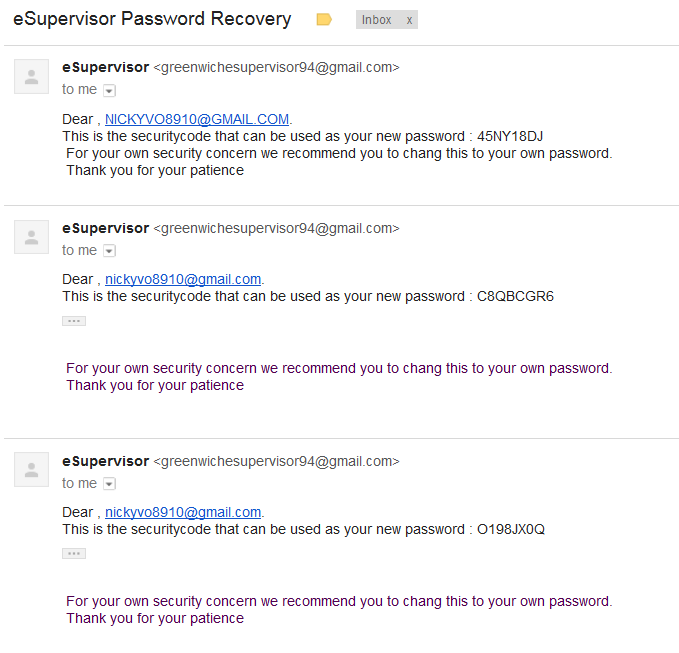 eSupervisor Password Recovery Inbox x
eSupervisor <greenwichesupervisor94@gmail.com>
to me
Dear , NICKYVO8910@GMAIL.COM.
This is the securitycode that can be used as your new password : 45NY18DJ
For your own security concern we recommend you to chang this to your own password.
Thank you for your patience
eSupervisor <greenwichesupervisor94@gmail.com>
to me
Dear , nickyvo8910@gmail.com.
This is the securitycode that can be used as your new password : C8QBCGR6
...
For your own security concern we recommend you to chang this to your own password.
Thank you for your patience
eSupervisor <greenwichesupervisor94@gmail.com>
to me
Dear , nickyvo8910@gmail.com.
This is the securitycode that can be used as your new password : O198JX0Q
...
For your own security concern we recommend you to chang this to your own password.
Thank you for your patience